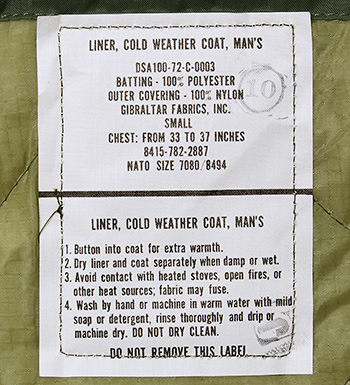 LINER, COLD WEATHER COAT, MAN'S
DSA100-72-C-0003
BATTING - 100% POLYESTER
OUTER COVERING - 100% NYLON
GIBRALTAR FABRICS, INC.
SMALL
CHEST: FROM 33 TO 37 INCHES
8415-782-2887
NATO SIZE 7080/8494
10
LINER, COLD WEATHER COAT, MAN'S
1. Button into coat for extra warmth.
2. Dry liner and coat separately when damp or wet.
3. Avoid contact with heated stoves, open fires, or
other heat sources; fabric may fuse.
4. Wash by hand or machine in warm water with mild
soap or detergent, rinse thoroughly and drip or
machine dry. DO NOT DRY CLEAN.
DO NOT REMOVE THIS LABEL